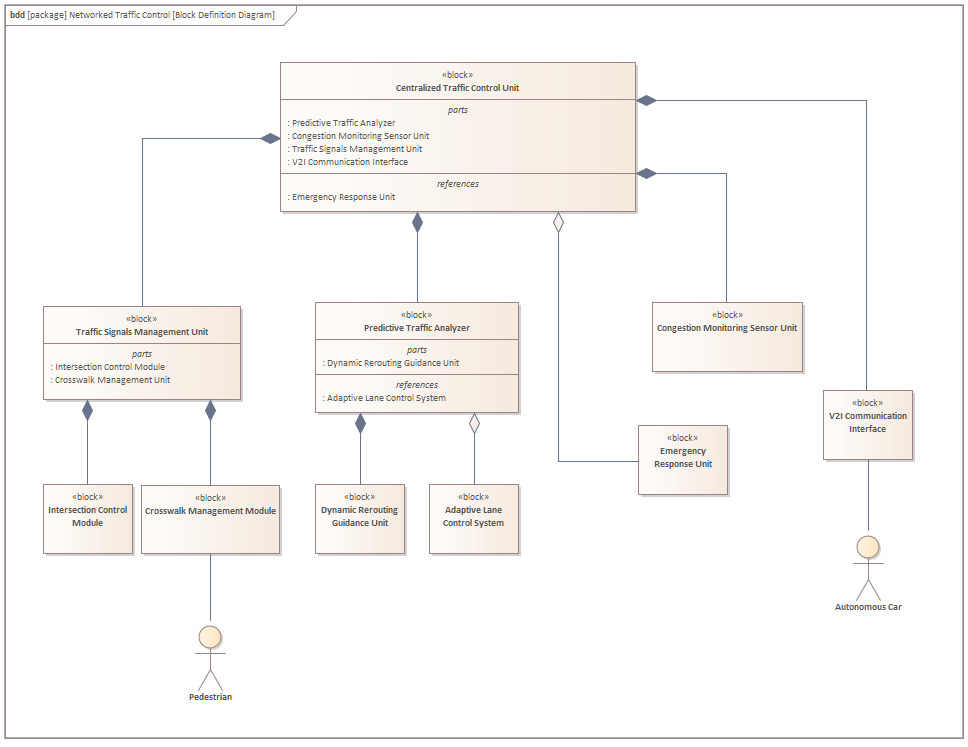 bdd [package] Networked Traffic Control [Block Definition Diagram]
«block»
Centralized Traffic Control Unit
parts
: Predictive Traffic Analyzer
: Congestion Monitoring Sensor Unit
: Traffic Signals Management Unit
: V2I Communication Interface
references
: Emergency Response Unit
«block»
Traffic Signals Management Unit
parts
: Intersection Control Module
: Crosswalk Management Unit
«block»
Predictive Traffic Analyzer
parts
: Dynamic Rerouting Guidance Unit
references
: Adaptive Lane Control System
«block»
Congestion Monitoring Sensor Unit
«block»
V2I Communication
Interface
«block»
Emergency
Response Unit
«block»
Intersection Control
Module
«block»
Crosswalk Management Module
«block»
Dynamic Rerouting
Guidance Unit
«block»
Adaptive Lane
Control System
Autonomous Car
Pedestrian